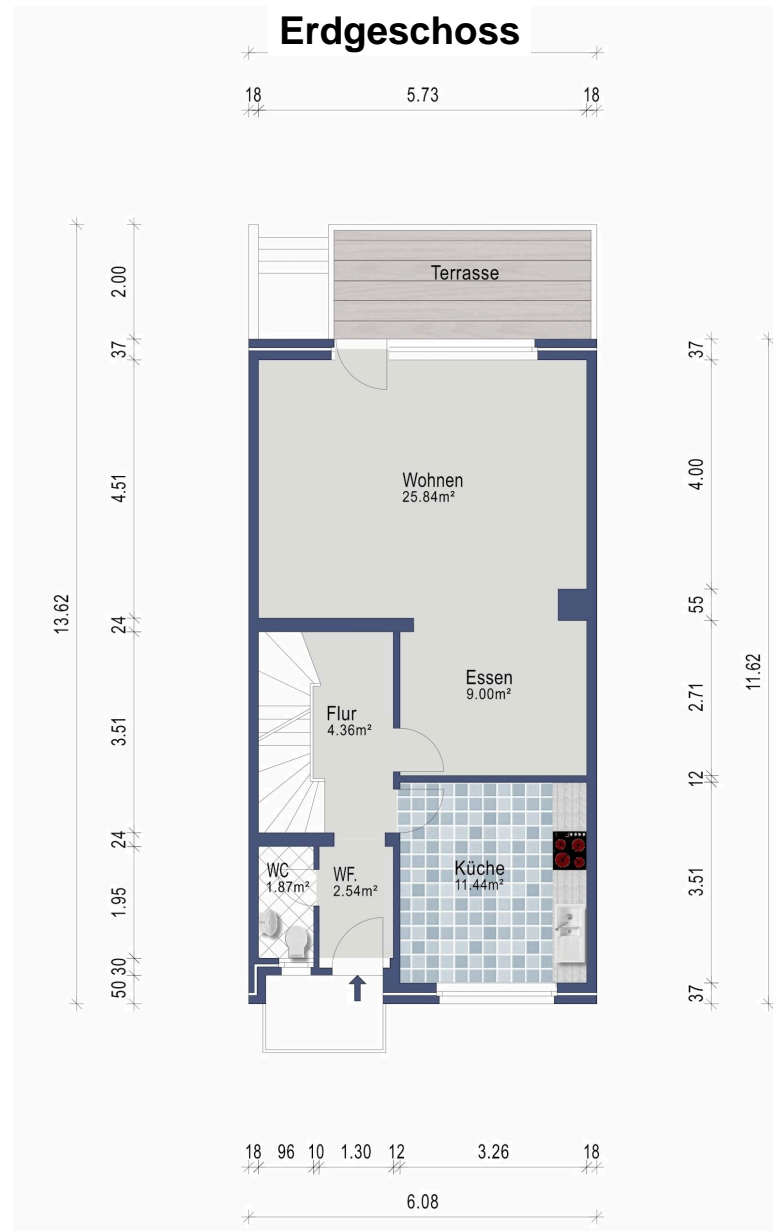 Erdgeschoss
18 5.73 18
Terrasse
2.00
37
4.51
24
3.51
24
1.95
30
50
13.62
37
4.00
55
2.71
12
3.51
37
11.62
Wohnen
25.84m²
Essen
9.00m²
Flur
4.36m²
WC
1.87m²
WF.
2.54m²
Küche
11.44m²
18 96 10 1.30 12 3.26 18
6.08